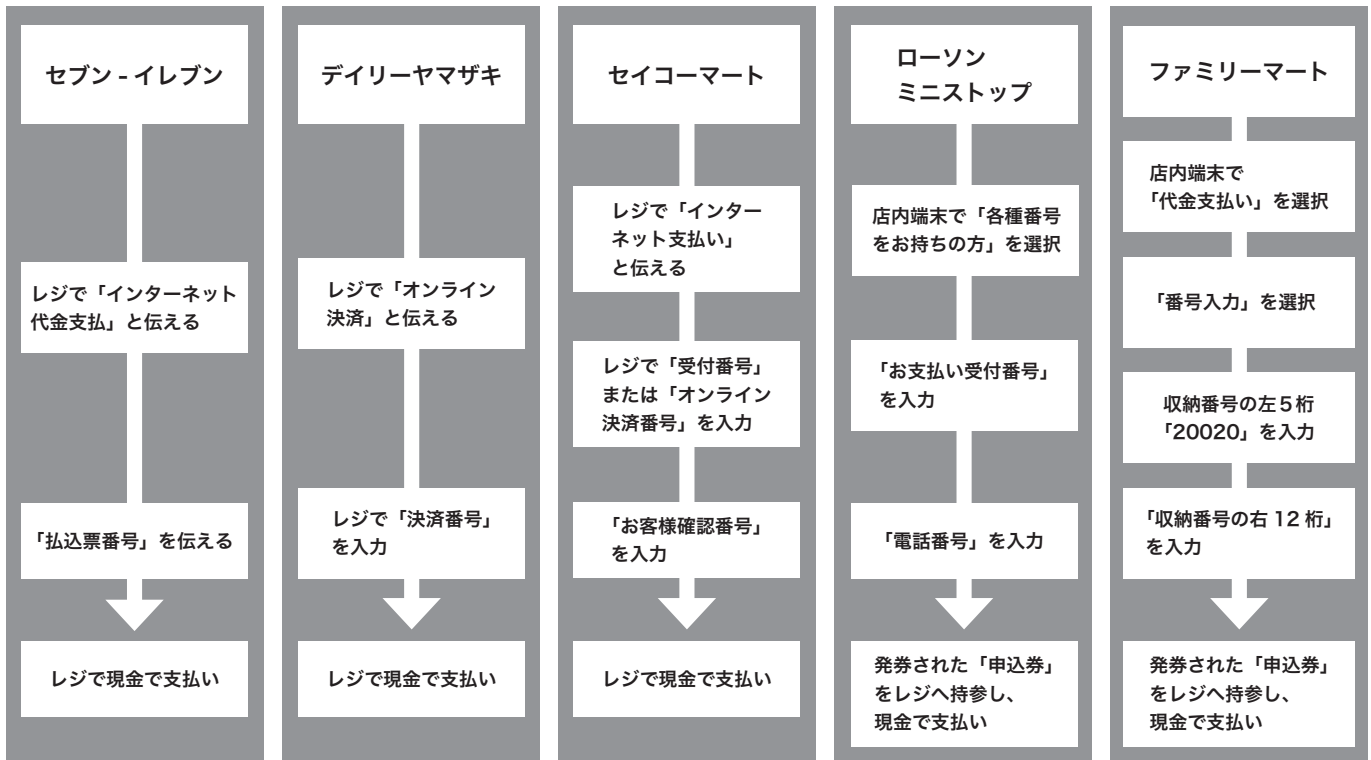 セブン - イレブン
レジで「インターネット
代金支払」と伝える
「払込票番号」を伝える
レジで現金で支払い
デイリーヤマザキ
レジで「オンライン
決済」と伝える
レジで「決済番号」
を入力
レジで現金で支払い
セイコーマート
レジで「インター
ネット支払い」
と伝える
レジで「受付番号」
または「オンライン
決済番号」を入力
「お客様確認番号」
を入力
レジで現金で支払い
ローソン
ミニストップ
店内端末で「各種番号
をお持ちの方」を選択
「お支払い受付番号」
を入力
「電話番号」を入力
発券された「申込券」
をレジへ持参し、
現金で支払い
ファミリーマート
店内端末で
「代金支払い」を選択
「番号入力」を選択
収納番号の左５桁
「20020」を入力
「収納番号の右 12 桁」
を入力
発券された「申込券」
をレジへ持参し、
現金で支払い